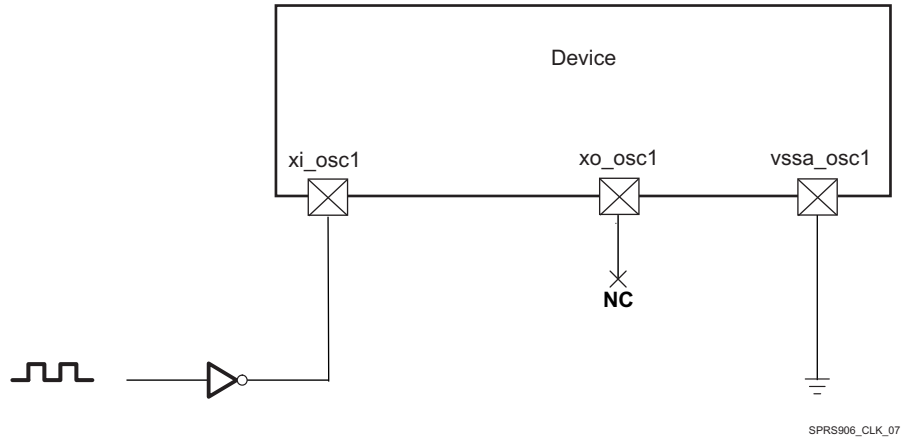 Device
xi_osc1
xo_osc1
vssa_osc1
NC
SPRS906_CLK_07